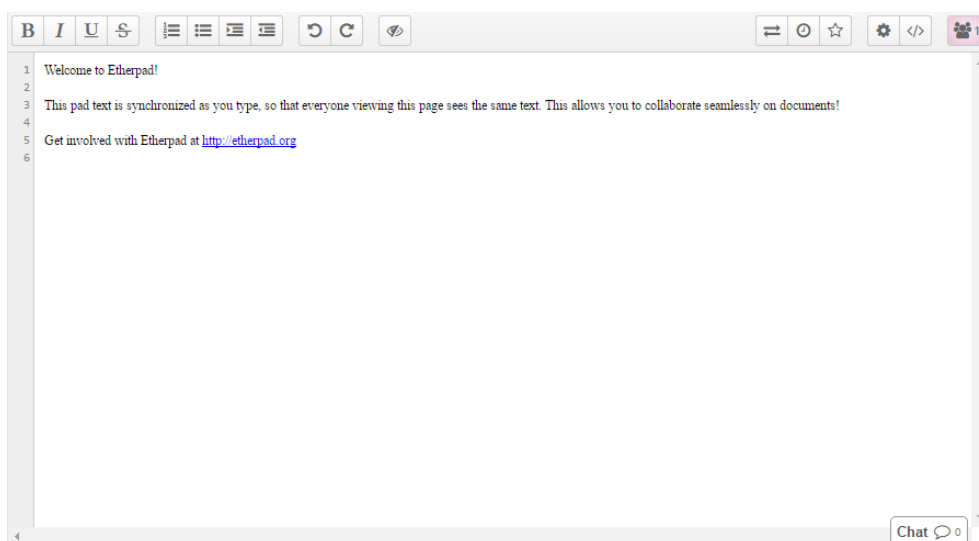 B I U S
1
1 Welcome to Etherpad!
2
3 This pad text is synchronized as you type, so that everyone viewing this page sees the same text. This allows you to collaborate seamlessly on documents!
4
5 Get involved with Etherpad at http://etherpad.org
6
Chat 0